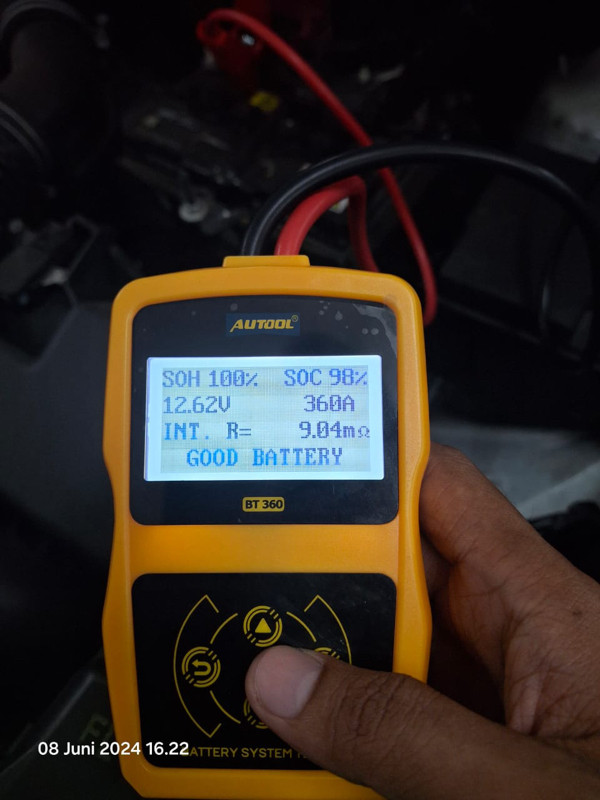 AUTOOL®
SOH 100% SOC 98%
12.62V 360A
INT. R= 9.04mΩ
GOOD BATTERY
BT 360
BATTERY SYSTEM
08 Juni 2024 16.22